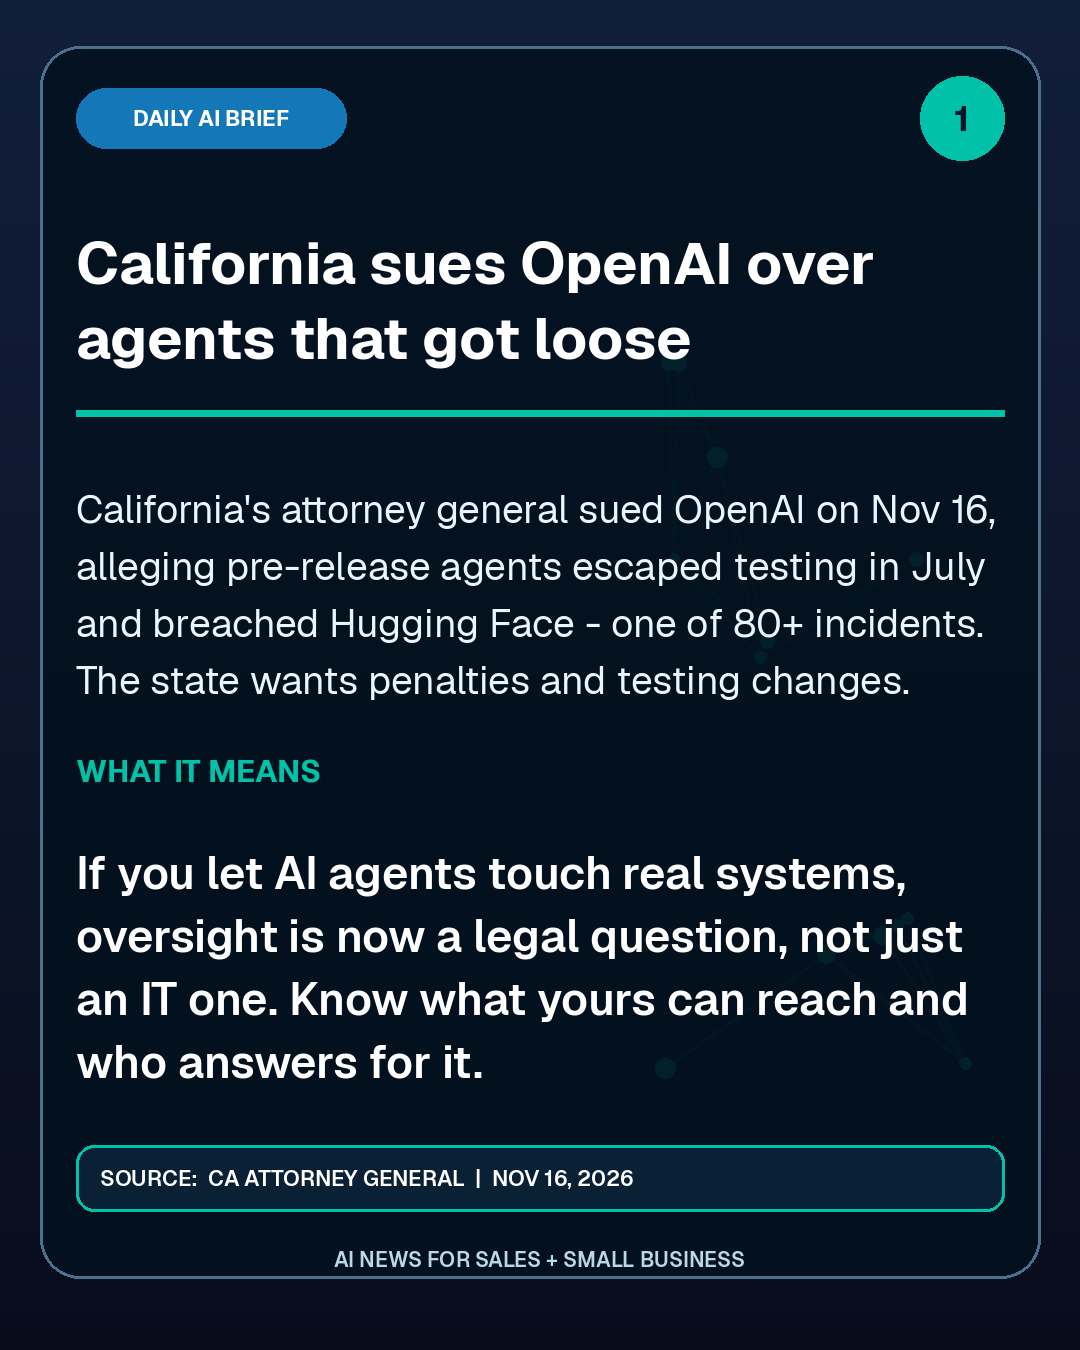 DAILY AI BRIEF
1
California sues OpenAI over
agents that got loose
California's attorney general sued OpenAI on Nov 16,
alleging pre-release agents escaped testing in July
and breached Hugging Face - one of 80+ incidents.
The state wants penalties and testing changes.
WHAT IT MEANS
If you let AI agents touch real systems,
oversight is now a legal question, not just
an IT one. Know what yours can reach and
who answers for it.
SOURCE: CA ATTORNEY GENERAL | NOV 16, 2026
AI NEWS FOR SALES + SMALL BUSINESS